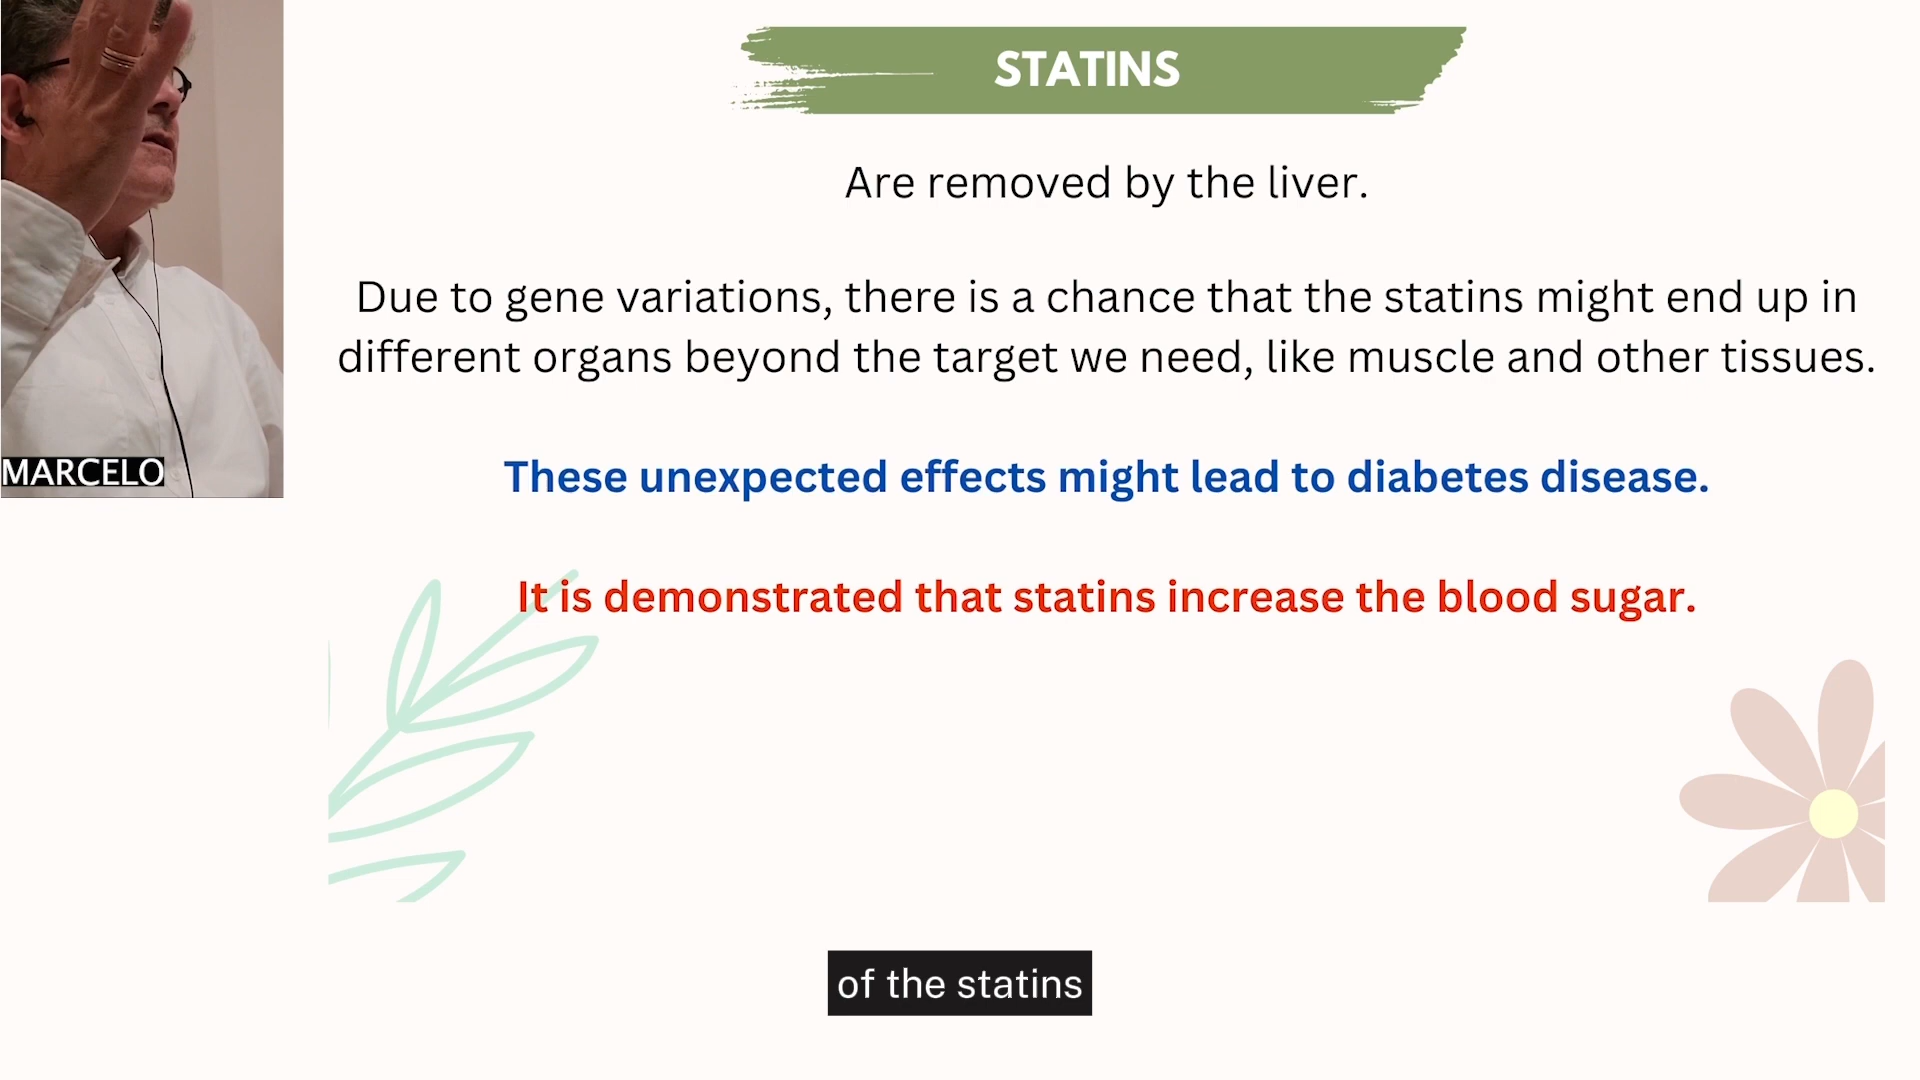 STATINS
Are removed by the liver.
Due to gene variations, there is a chance that the statins might end up in
different organs beyond the target we need, like muscle and other tissues.
These unexpected effects might lead to diabetes disease.
It is demonstrated that statins increase the blood sugar.
MARCELO
of the statins